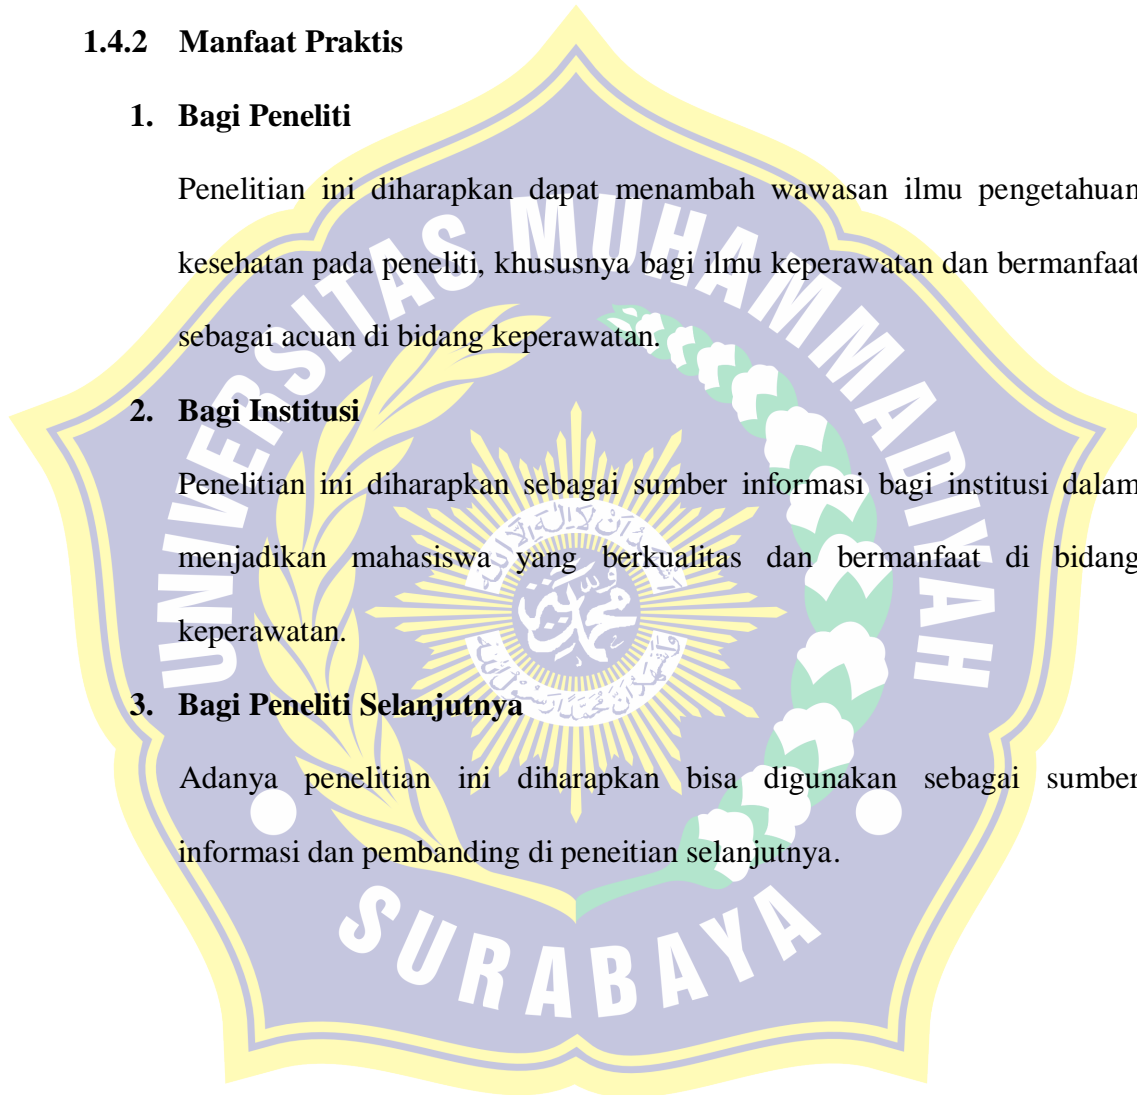 1.4.2 Manfaat Praktis
1. Bagi Peneliti
Penelitian ini diharapkan dapat menambah wawasan ilmu pengetahuan
kesehatan pada peneliti, khususnya bagi ilmu keperawatan dan bermanfaat
sebagai acuan di bidang keperawatan.
2. Bagi Institusi
Penelitian ini diharapkan sebagai sumber informasi bagi institusi dalam
menjadikan mahasiswa yang berkualitas dan bermanfaat di bidang
keperawatan.
3. Bagi Peneliti Selanjutnya
Adanya penelitian ini diharapkan bisa digunakan sebagai sumber
informasi dan pembanding di peneitian selanjutnya.
UNIVERSITAS MUHAMMADIYAH
SURABAYA